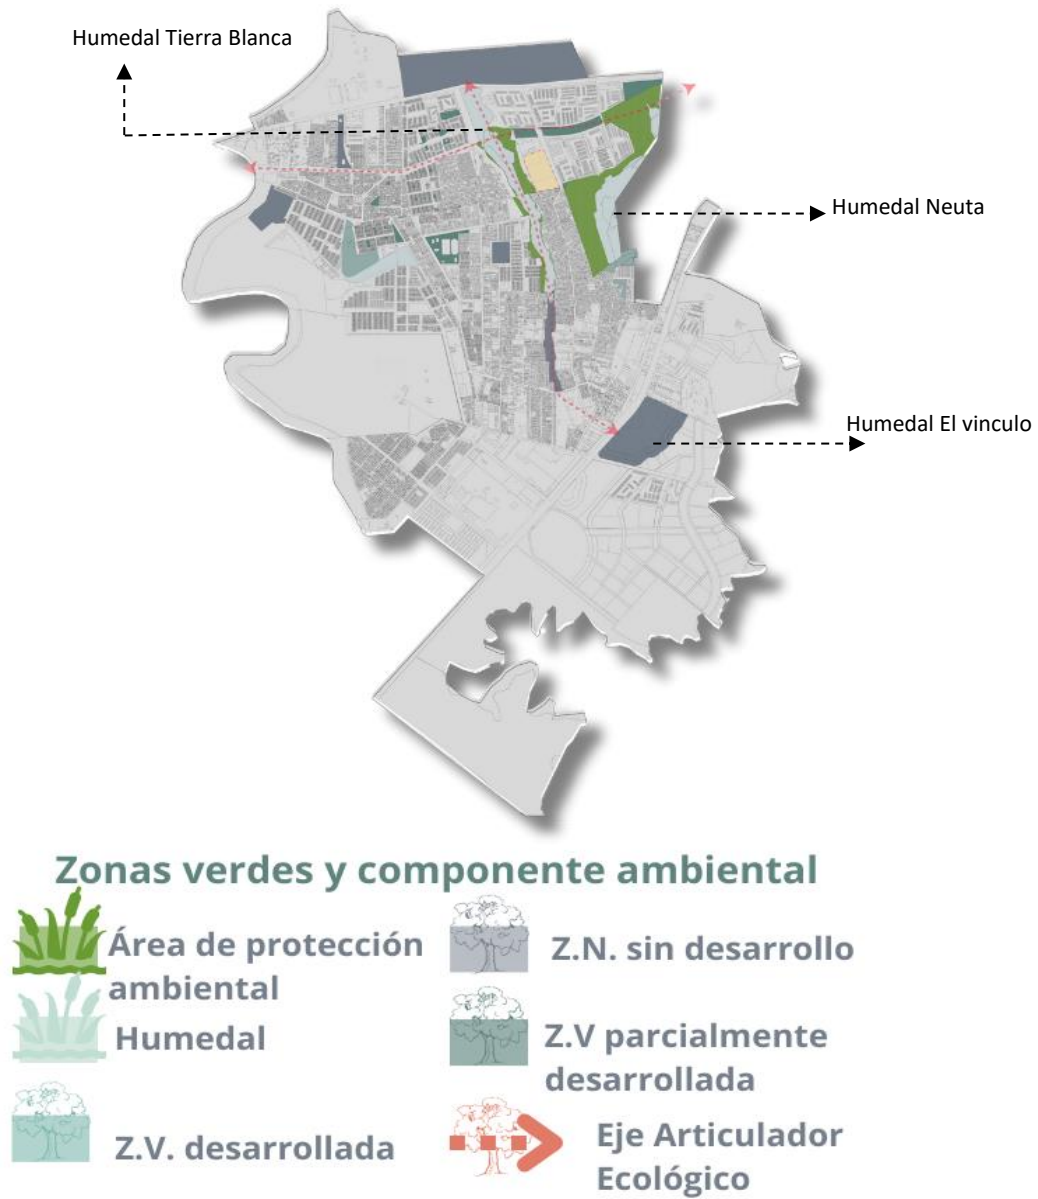 Humedal Tierra Blanca
Humedal Neuta
Humedal El vinculo
Zonas verdes y componente ambiental
Área de protección
ambiental
Humedal
Z.V. desarrollada
Z.N. sin desarrollo
Z.V parcialmente
desarrollada
Eje Articulador
Ecológico